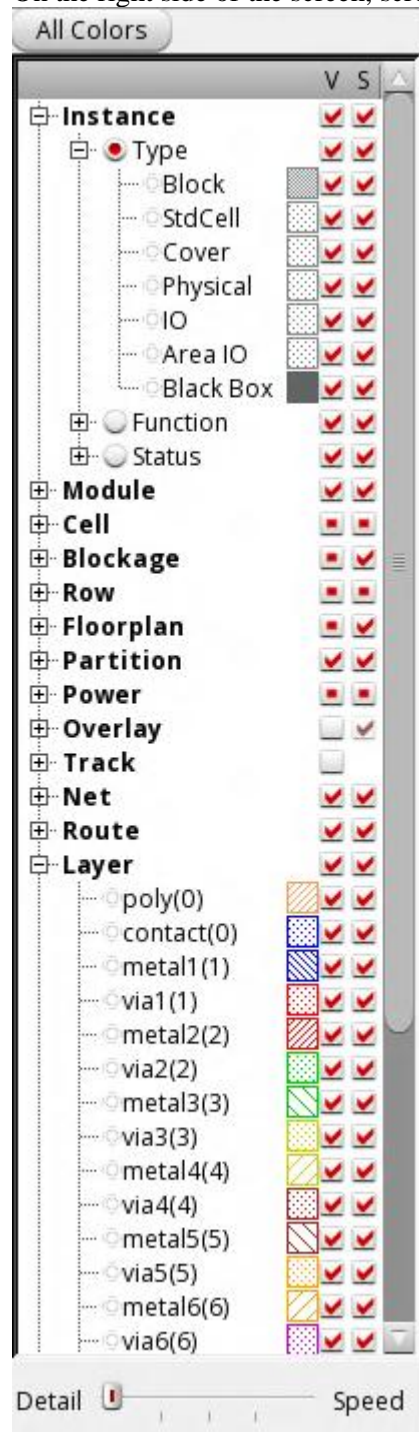 All Colors
V S
Instance
Type
Block
StdCell
Cover
Physical
IO
Area IO
Black Box
Function
Status
Module
Cell
Blockage
Row
Floorplan
Partition
Power
Overlay
Track
Net
Route
Layer
poly(0)
contact(0)
metal1(1)
via1(1)
metal2(2)
via2(2)
metal3(3)
via3(3)
metal4(4)
via4(4)
metal5(5)
via5(5)
metal6(6)
via6(6)
Detail Speed